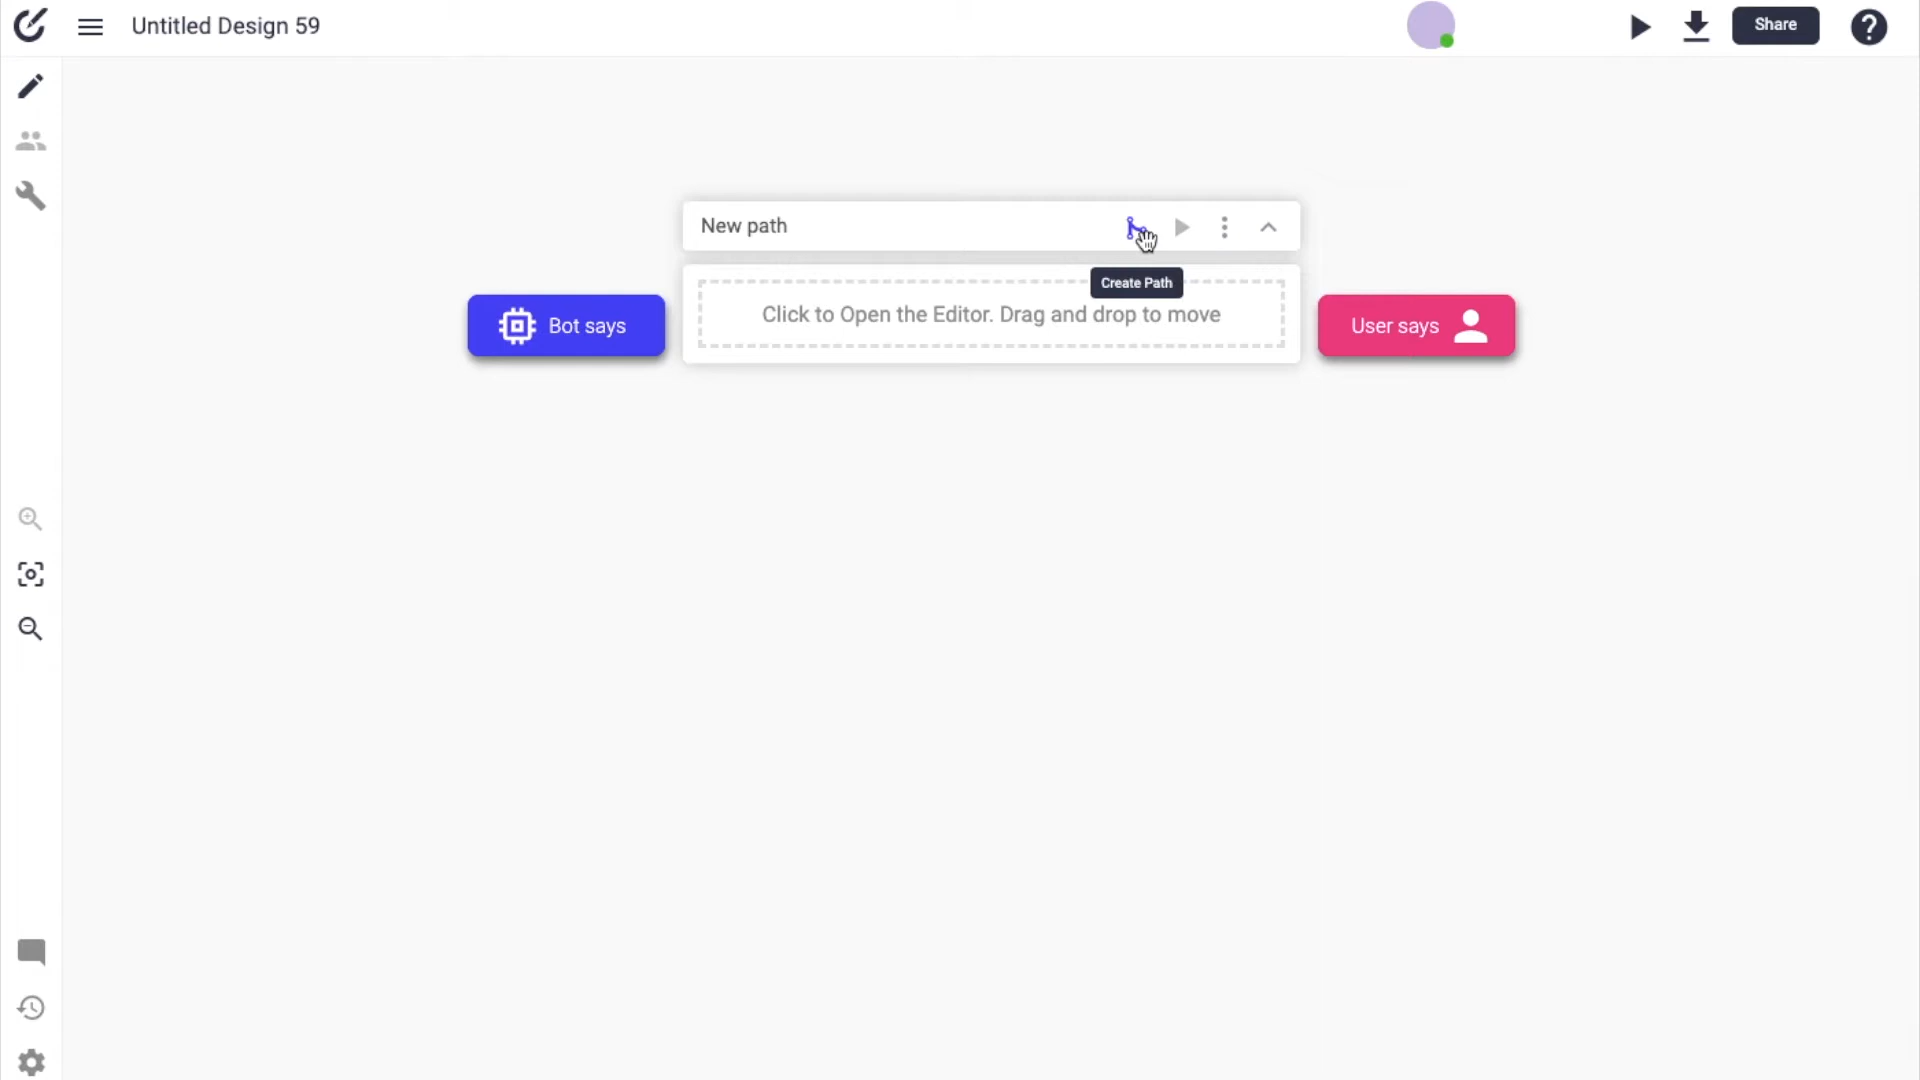 Untitled Design 59
Share
New path
Create Path
Click to Open the Editor. Drag and drop to move
Bot says
User says